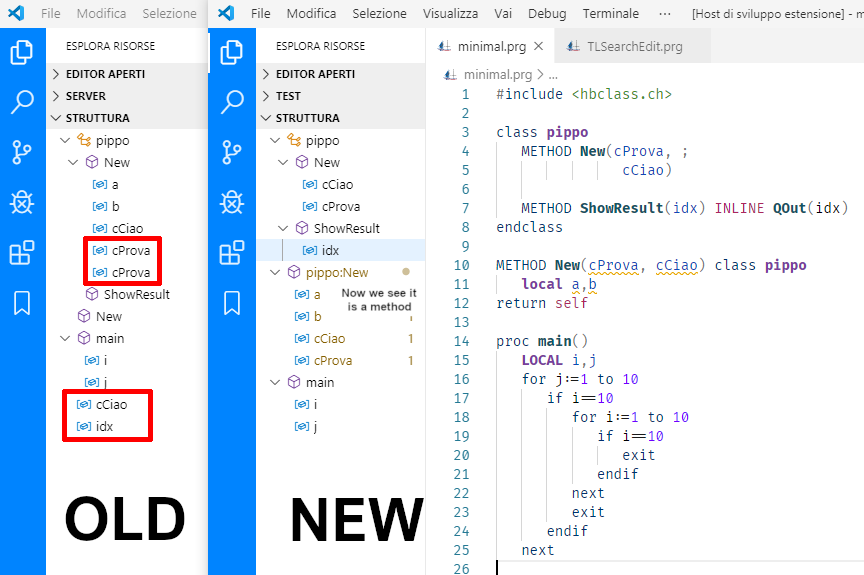 File Modifica Selezione
ESPLORA RISORSE
EDITOR APERTI
SERVER
STRUTTURA
pippo
New
a
b
cCiao
cProva
cProva
ShowResult
New
main
i
j
cCiao
idx
OLD
File Modifica Selezione Visualizza Vai Debug Terminale ··· [Host di sviluppo estensione] - m
ESPLORA RISORSE
EDITOR APERTI
TEST
STRUTTURA
pippo
New
cCiao
cProva
ShowResult
idx
pippo:New
a
b
cCiao 1
cProva 1
Now we see it
is a method
main
i
j
NEW
minimal.prg TLSearchEdit.prg
minimal.prg > ...
1 #include <hbclass.ch>
2
3 class pippo
4 METHOD New(cProva, ;
5 cCiao)
6
7 METHOD ShowResult(idx) INLINE QOut(idx)
8 endclass
9
10 METHOD New(cProva, cCiao) class pippo
11 local a,b
12 return self
13
14 proc main()
15 LOCAL i,j
16 for j:=1 to 10
17 if i==10
18 for i:=1 to 10
19 if i==10
20 exit
21 endif
22 next
23 exit
24 endif
25 next
26